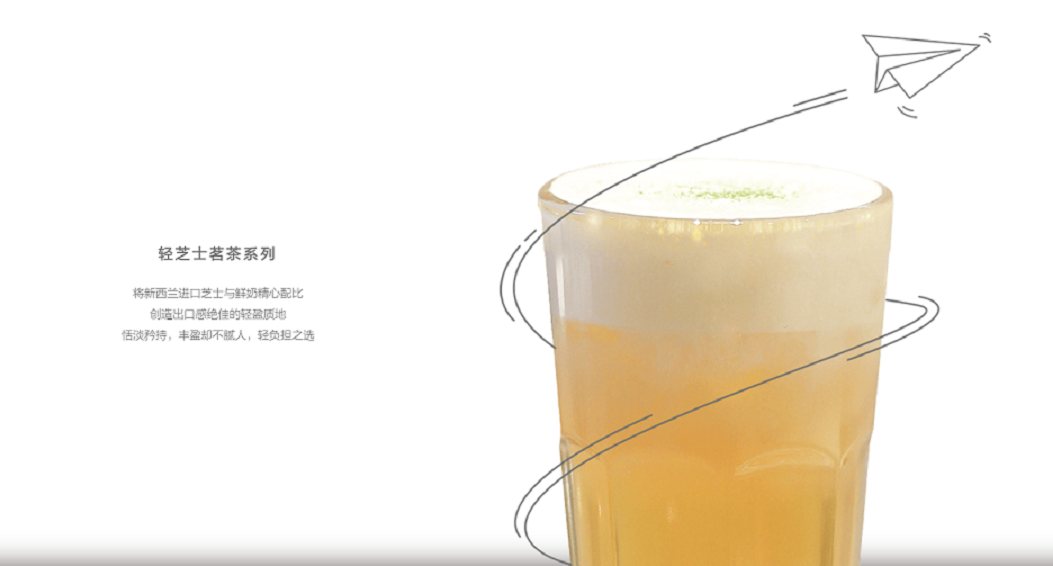 轻芝士茗茶系列
将新西兰进口芝士与鲜奶精心配比
创造出口感绝佳的轻盈质地
恬淡矜持，丰盈却不腻人，轻负担之选